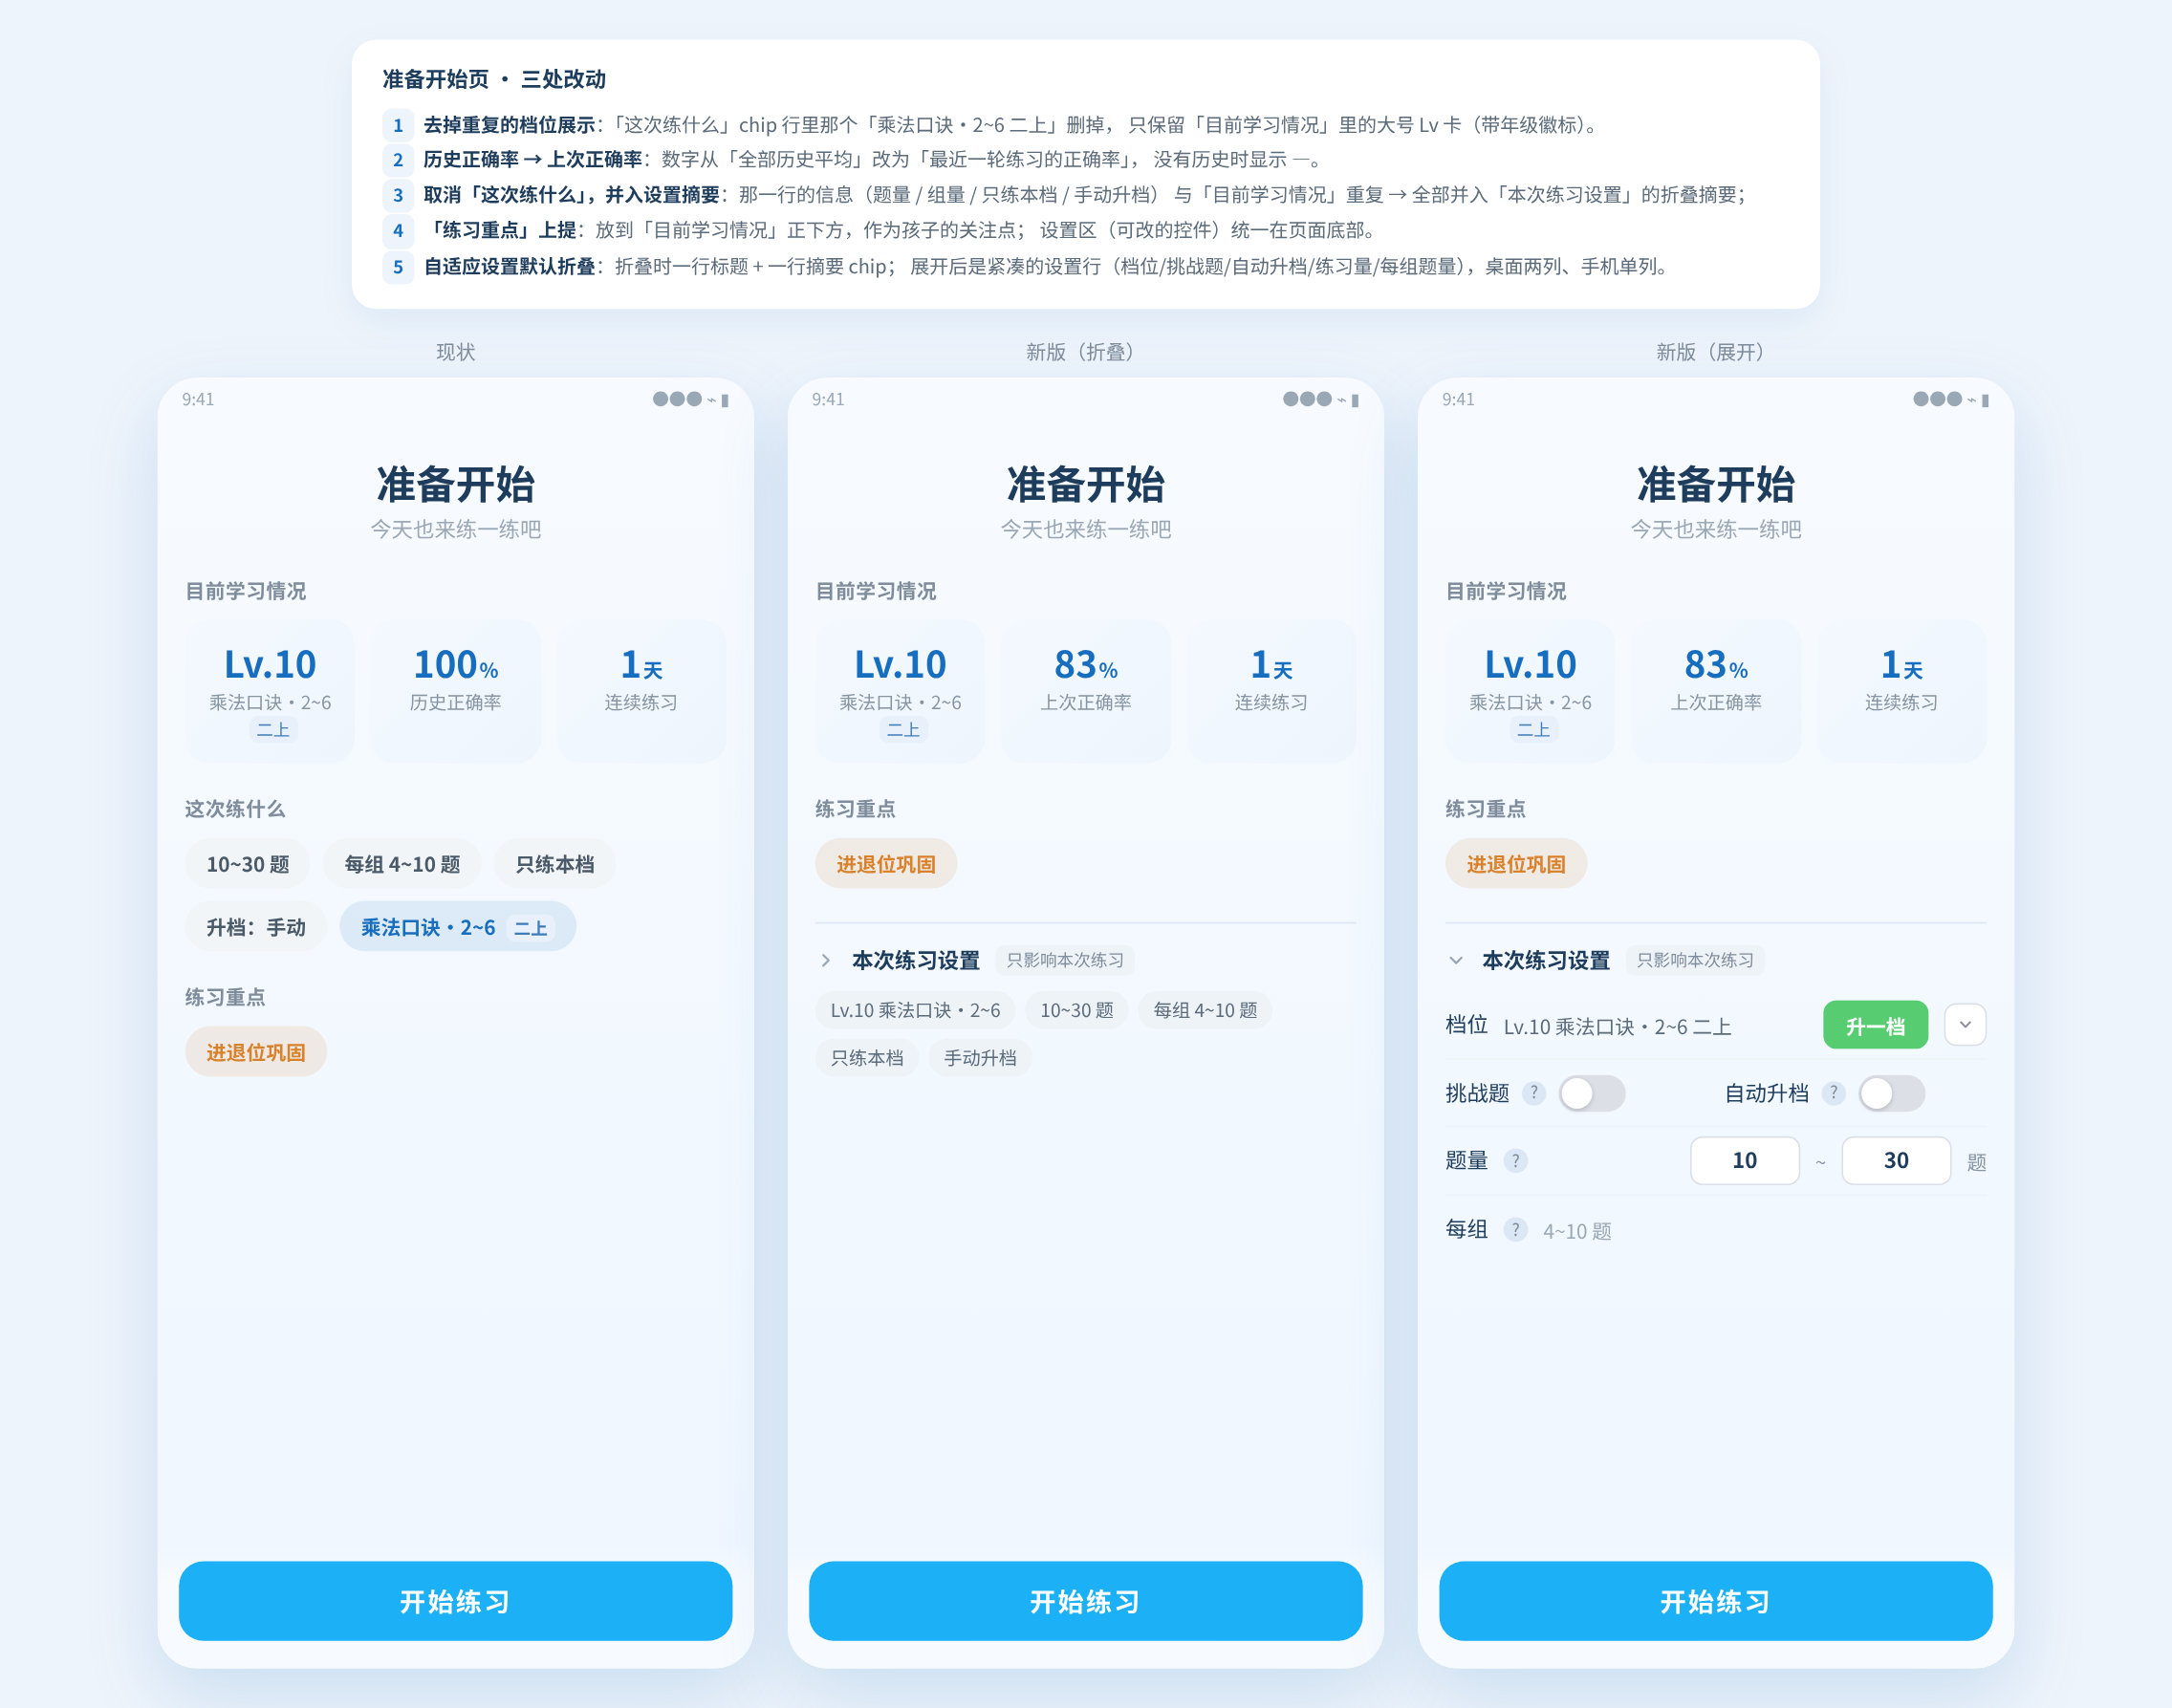 准备开始页 · 三处改动
1 去掉重复的档位展示：「这次练什么」chip 行里那个「乘法口诀·2~6 二上」删掉， 只保留「目前学习情况」里的大号 Lv 卡（带年级徽标）。
2 历史正确率 → 上次正确率：数字从「全部历史平均」改为「最近一轮练习的正确率」， 没有历史时显示 —。
3 取消「这次练什么」，并入设置摘要：那一行的信息（题量 / 组量 / 只练本档 / 手动升档） 与「目前学习情况」重复 → 全部并入「本次练习设置」的折叠摘要；
4 「练习重点」上提：放到「目前学习情况」正下方，作为孩子的关注点； 设置区（可改的控件）统一在页面底部。
5 自适应设置默认折叠：折叠时一行标题 + 一行摘要 chip； 展开后是紧凑的设置行（档位/挑战题/自动升档/练习量/每组题量），桌面两列、手机单列。
现状
9:41
准备开始
今天也来练一练吧
目前学习情况
Lv.10 100% 1天
乘法口诀·2~6 历史正确率 连续练习
二上
这次练什么
10~30 题 每组 4~10 题 只练本档
升档：手动 乘法口诀·2~6 二上
练习重点
进退位巩固
开始练习
新版（折叠）
9:41
准备开始
今天也来练一练吧
目前学习情况
Lv.10 83% 1天
乘法口诀·2~6 上次正确率 连续练习
二上
练习重点
进退位巩固
本次练习设置 只影响本次练习
Lv.10 乘法口诀·2~6 10~30 题 每组 4~10 题
只练本档 手动升档
开始练习
新版（展开）
9:41
准备开始
今天也来练一练吧
目前学习情况
Lv.10 83% 1天
乘法口诀·2~6 上次正确率 连续练习
二上
练习重点
进退位巩固
本次练习设置 只影响本次练习
档位 Lv.10 乘法口诀·2~6 二上 升一档
挑战题 ? 自动升档 ?
题量 ? 10 ~ 30 题
每组 ? 4~10 题
开始练习